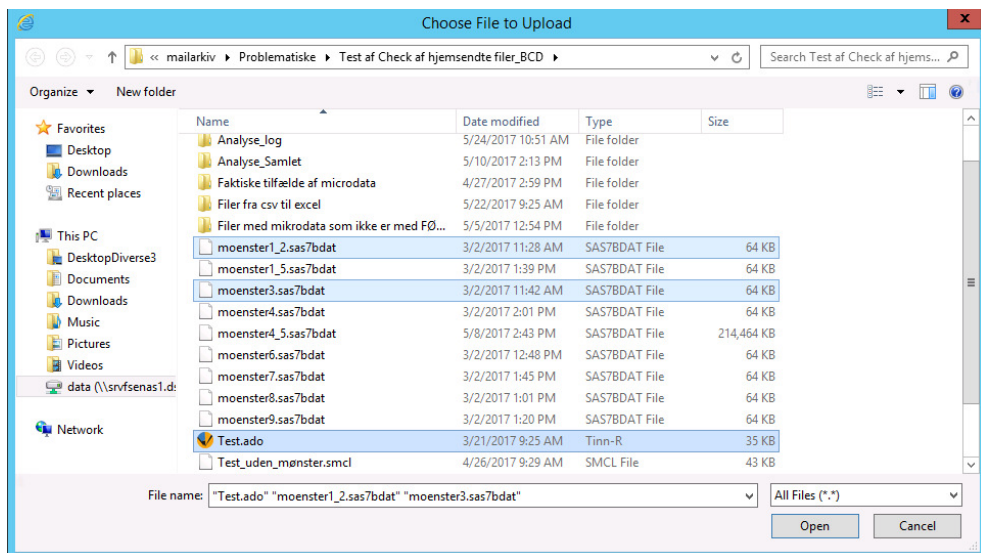 Choose File to Upload
x
« mailarkiv ▸ Problematiske ▸ Test af Check af hjemsendte filer_BCD ▸
Search Test af Check af hjems...
Organize New folder
Name Date modified Type Size
Favorites
Desktop
Downloads
Recent places
This PC
DesktopDiverse3
Documents
Downloads
Music
Pictures
Videos
data (\\srvfsenas1.ds
Network
Analyse_log 5/24/2017 10:51 AM File folder
Analyse_Samlet 5/10/2017 2:13 PM File folder
Faktiske tilfælde af microdata 4/27/2017 2:59 PM File folder
Filer fra csv til excel 5/22/2017 9:25 AM File folder
Filer med mikrodata som ikke er med FØ... 5/5/2017 12:54 PM File folder
moenster1_2.sas7bdat 3/2/2017 11:28 AM SAS7BDAT File 64 KB
moenster1_5.sas7bdat 3/2/2017 1:39 PM SAS7BDAT File 64 KB
moenster3.sas7bdat 3/2/2017 11:42 AM SAS7BDAT File 64 KB
moenster4.sas7bdat 3/2/2017 2:01 PM SAS7BDAT File 64 KB
moenster4_5.sas7bdat 5/8/2017 2:43 PM SAS7BDAT File 214,464 KB
moenster6.sas7bdat 3/2/2017 12:48 PM SAS7BDAT File 64 KB
moenster7.sas7bdat 3/2/2017 1:45 PM SAS7BDAT File 64 KB
moenster8.sas7bdat 3/2/2017 1:01 PM SAS7BDAT File 64 KB
moenster9.sas7bdat 3/2/2017 1:20 PM SAS7BDAT File 64 KB
Test.ado 3/21/2017 9:25 AM Tinn-R 35 KB
Test_uden_mønster.smcl 4/26/2017 9:29 AM SMCL File 43 KB
File name: "Test.ado" "moenster1_2.sas7bdat" "moenster3.sas7bdat"
All Files (*.*)
Open Cancel